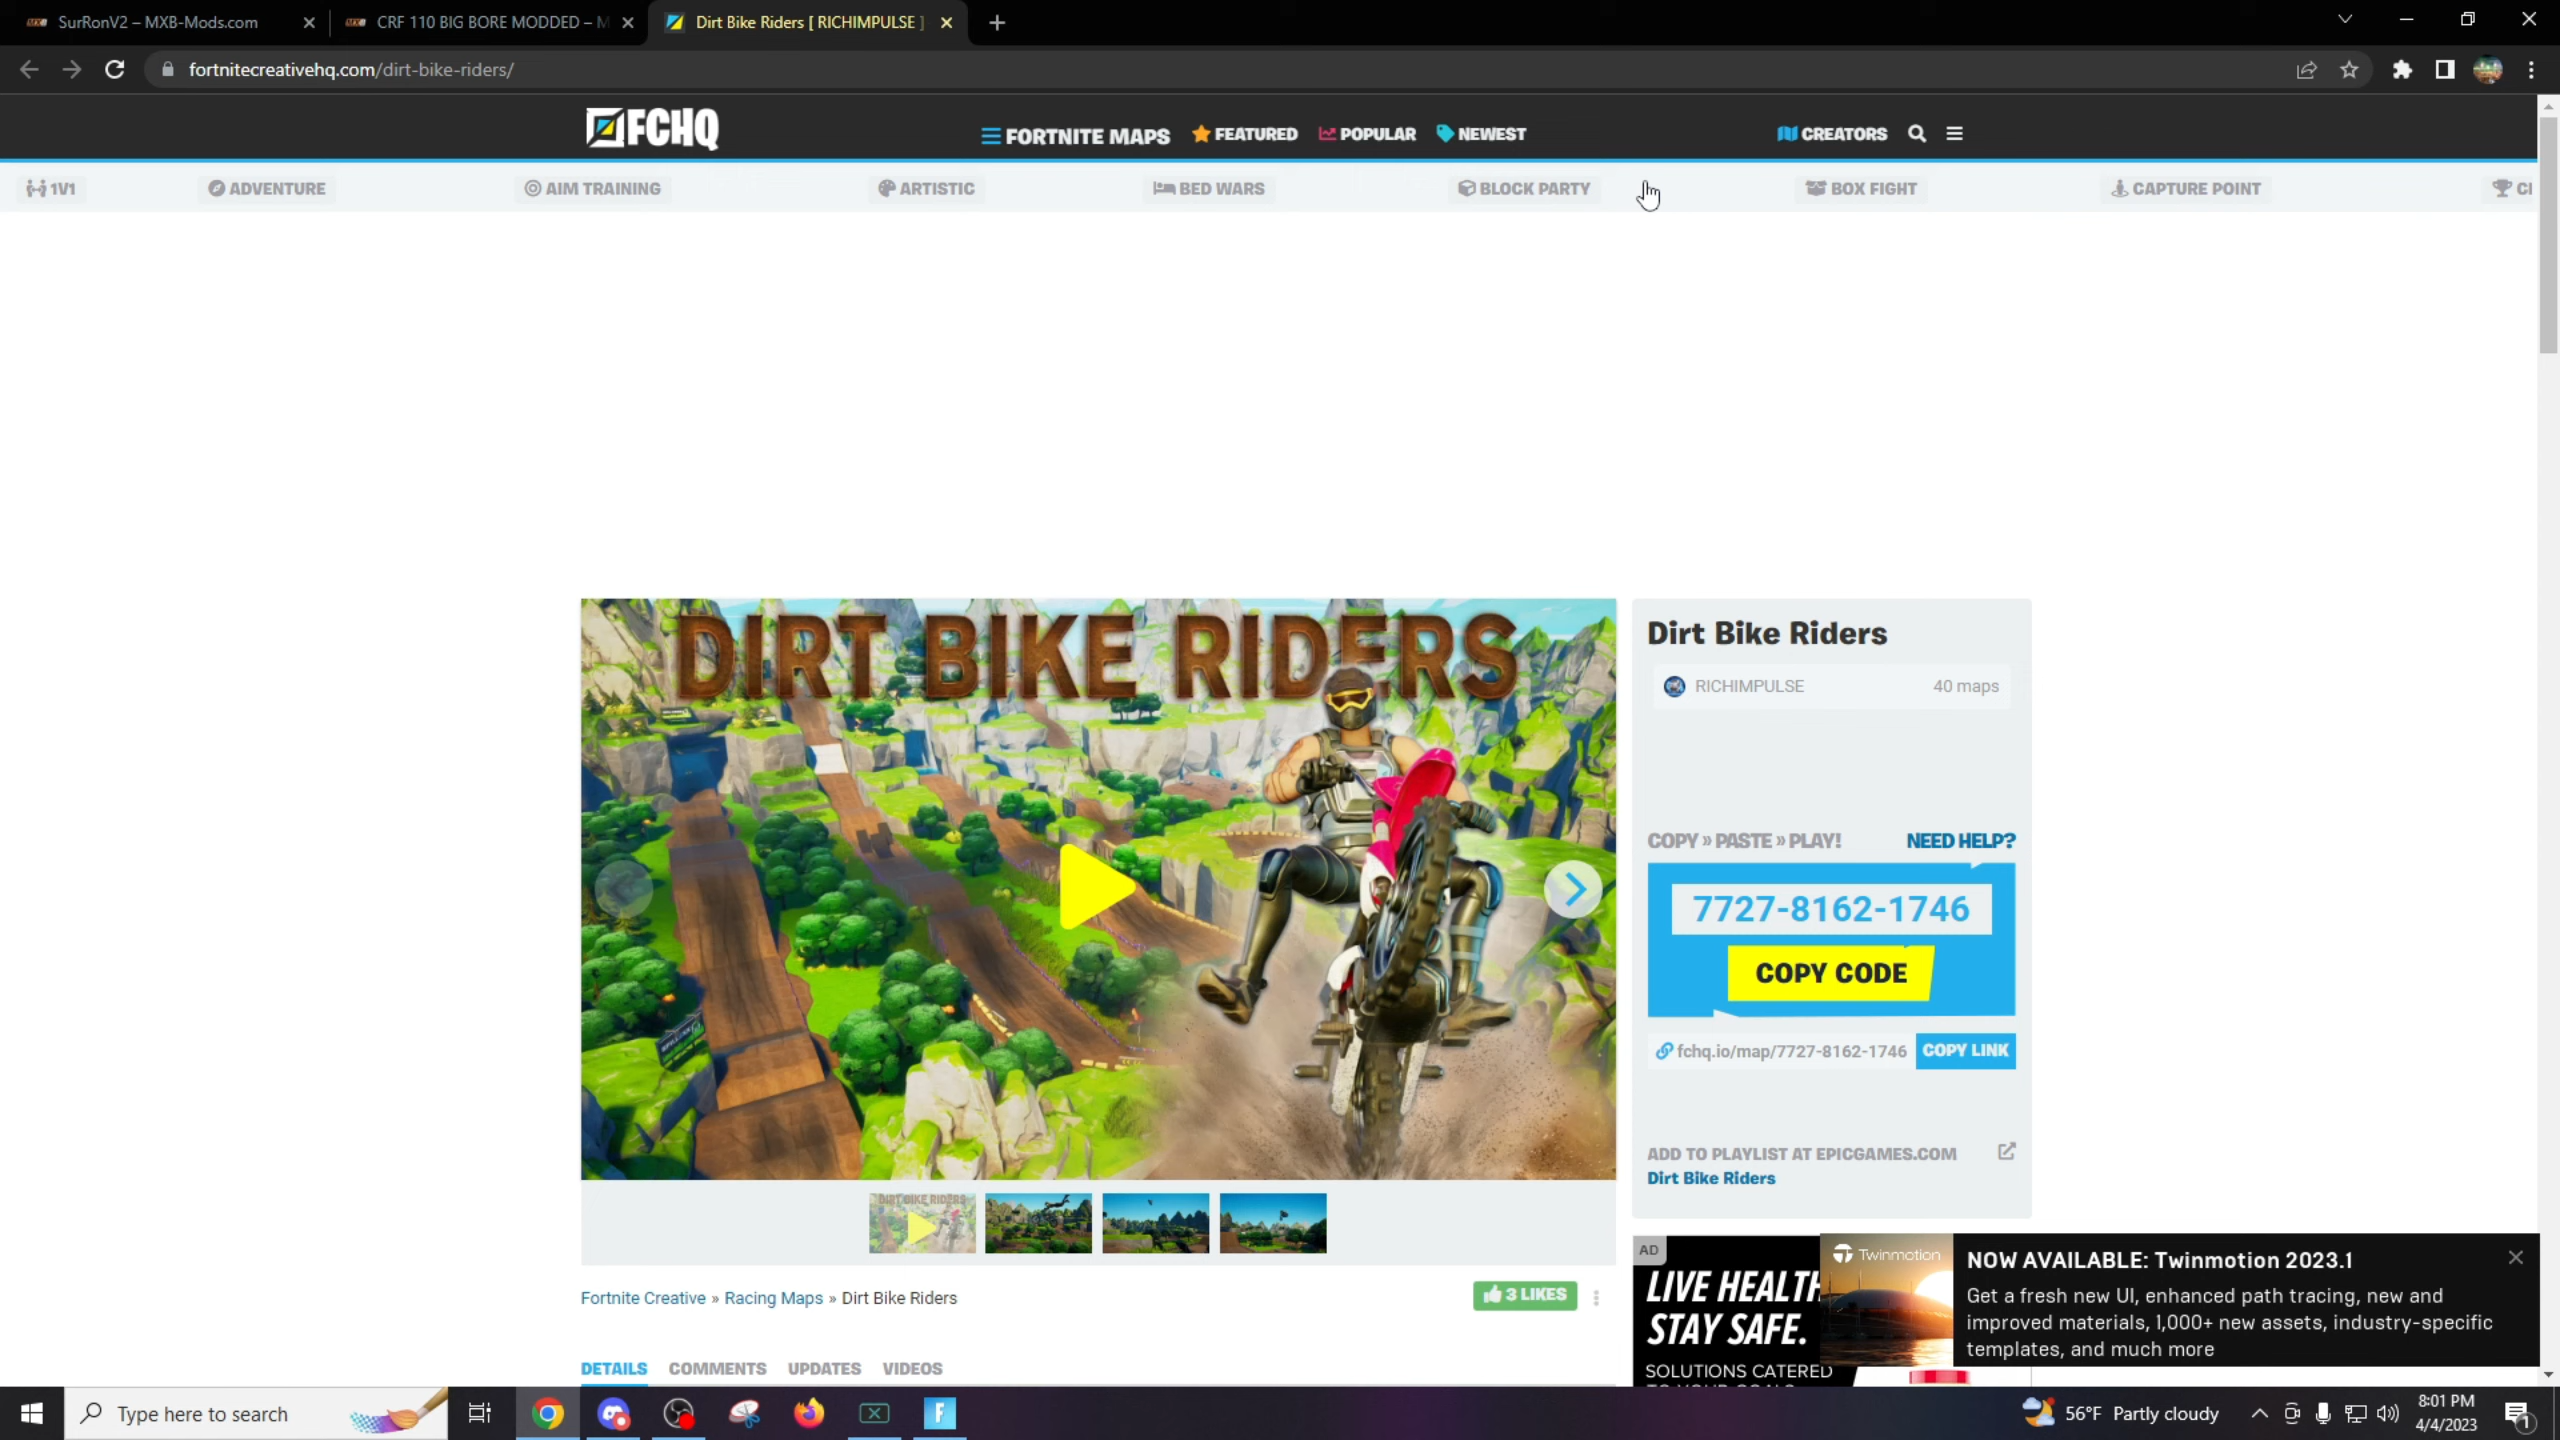 SurRonV2 – MXB-Mods.com
CRF 110 BIG BORE MODDED – M
Dirt Bike Riders [ RICHIMPULSE ]
fortnitecreativehq.com/dirt-bike-riders/
FCHQ
FORTNITE MAPS
FEATURED
POPULAR
NEWEST
CREATORS
1V1
ADVENTURE
AIM TRAINING
ARTISTIC
BED WARS
BLOCK PARTY
BOX FIGHT
CAPTURE POINT
DIRT BIKE RIDERS
Dirt Bike Riders
RICHIMPULSE 40 maps
COPY » PASTE » PLAY! NEED HELP?
7727-8162-1746
COPY CODE
fchq.io/map/7727-8162-1746 COPY LINK
ADD TO PLAYLIST AT EPICGAMES.COM
Dirt Bike Riders
DIRT BIKE RIDERS
Fortnite Creative » Racing Maps » Dirt Bike Riders
3 LIKES
DETAILS COMMENTS UPDATES VIDEOS
AD
LIVE HEALTH
STAY SAFE.
SOLUTIONS CATERED
Twinmotion
NOW AVAILABLE: Twinmotion 2023.1
Get a fresh new UI, enhanced path tracing, new and
improved materials, 1,000+ new assets, industry-specific
templates, and much more
Type here to search
56°F Partly cloudy
8:01 PM
4/4/2023
1